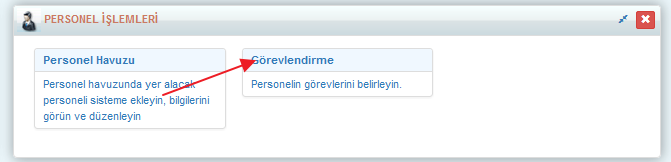 PERSONEL İŞLEMLERİ
Personel Havuzu
Personel havuzunda yer alacak
personeli sisteme ekleyin, bilgilerini
görün ve düzenleyin
Görevlendirme
Personelin görevlerini belirleyin.